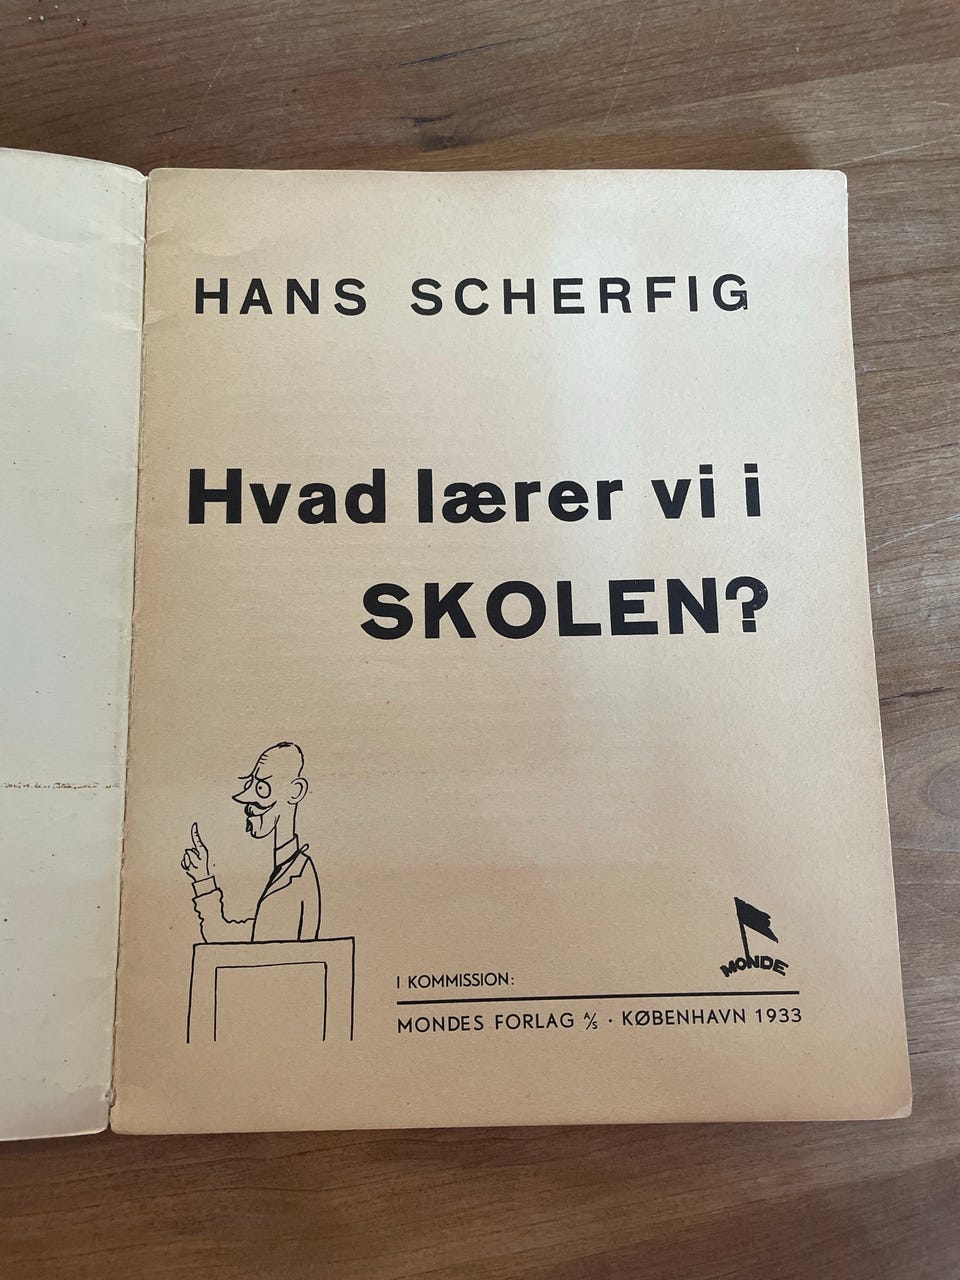 HANS SCHERFIG
Hvad lærer vi i
SKOLEN?
MONDE
I KOMMISSION:
MONDES FORLAG A/S · KØBENHAVN 1933